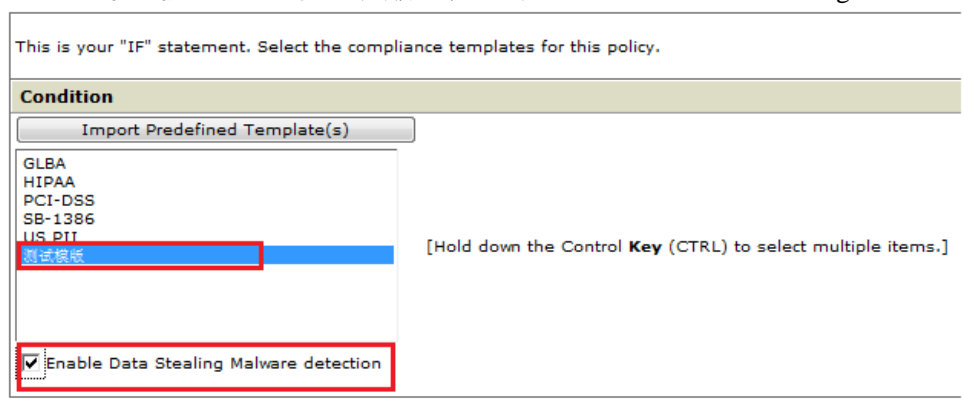 This is your "IF" statement. Select the compliance templates for this policy.
Condition
Import Predefined Template(s)
GLBA
HIPAA
PCI-DSS
SB-1386
US PII
测试模版
[Hold down the Control Key (CTRL) to select multiple items.]
Enable Data Stealing Malware detection